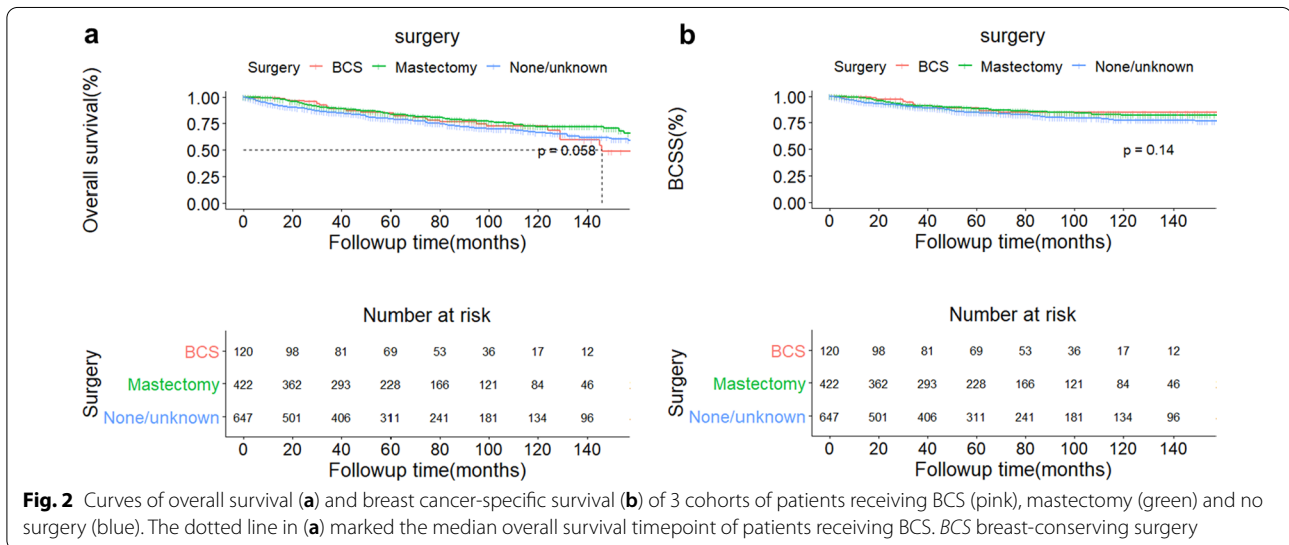 a
surgery
Surgery BCS Mastectomy None/unknown
Overall survival(%)
1.00
0.75
0.50
0.25
0.00
p = 0.058
0 20 40 60 80 100 120 140
Followup time(months)
Number at risk
Surgery
BCS 120 98 81 69 53 36 17 12
Mastectomy 422 362 293 228 166 121 84 46
None/unknown 647 501 406 311 241 181 134 96
0 20 40 60 80 100 120 140
Followup time(months)
b
surgery
Surgery BCS Mastectomy None/unknown
BCSS(%)
1.00
0.75
0.50
0.25
0.00
p = 0.14
0 20 40 60 80 100 120 140
Followup time(months)
Number at risk
Surgery
BCS 120 98 81 69 53 36 17 12
Mastectomy 422 362 293 228 166 121 84 46
None/unknown 647 501 406 311 241 181 134 96
0 20 40 60 80 100 120 140
Followup time(months)
Fig. 2 Curves of overall survival (a) and breast cancer-specific survival (b) of 3 cohorts of patients receiving BCS (pink), mastectomy (green) and no
surgery (blue). The dotted line in (a) marked the median overall survival timepoint of patients receiving BCS. BCS breast-conserving surgery